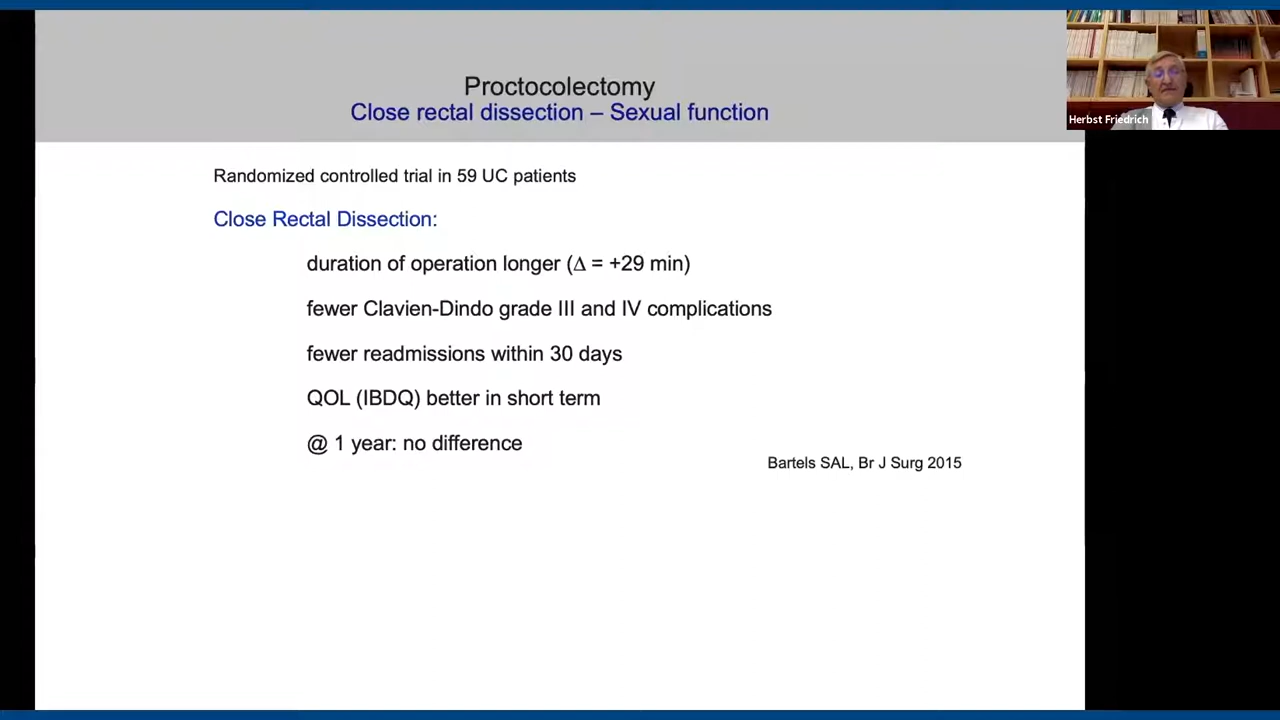 Proctocolectomy
Close rectal dissection – Sexual function
Herbst Friedrich
Randomized controlled trial in 59 UC patients
Close Rectal Dissection:
duration of operation longer (Δ = +29 min)
fewer Clavien-Dindo grade III and IV complications
fewer readmissions within 30 days
QOL (IBDQ) better in short term
@ 1 year: no difference
Bartels SAL, Br J Surg 2015